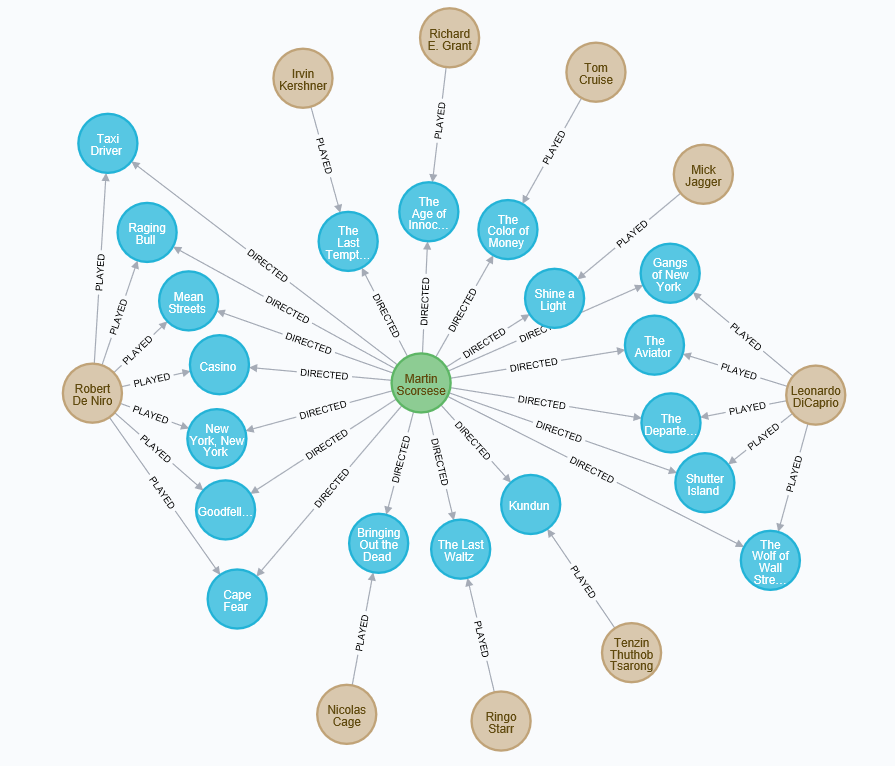 Richard
E. Grant
Irvin
Kershner
Tom
Cruise
PLAYED
PLAYED
PLAYED
Taxi
Driver
Mick
Jagger
The
Age of
Innoc...
The
Last
Tempt...
The
Color of
Money
PLAYED
Raging
Bull
PLAYED
DIRECTED
Gangs
of New
York
Mean
Streets
PLAYED
DIRECTED
DIRECTED
DIRECTED
DIRECTED
Shine a
Light
DIREC
PLAYED
PLAYED
DIRECTED
DIRECTED
DIRECTED
The
Aviator
Casino
PLAYED
DIRECTED
Martin
Scorsese
DIRECTED
PLAYED
Robert
De Niro
Leonardo
DiCaprio
PLAYED
DIRECTED
DIRECTED
PLAYED
The
Departe...
New
York, New
York
PLAYED
DIRECTED
DIRECTED
DIRECTED
DIRECTED
DIRECTED
PLAYED
PLAYED
DIRECTED
DIRECTED
PLAYED
Shutter
Island
Goodfell...
Kundun
Bringing
Out the
Dead
The Last
Waltz
The
Wolf of
Wall
Stre...
Cape
Fear
PLAYED
PLAYED
PLAYED
Tenzin
Thuthob
Tsarong
Nicolas
Cage
Ringo
Starr